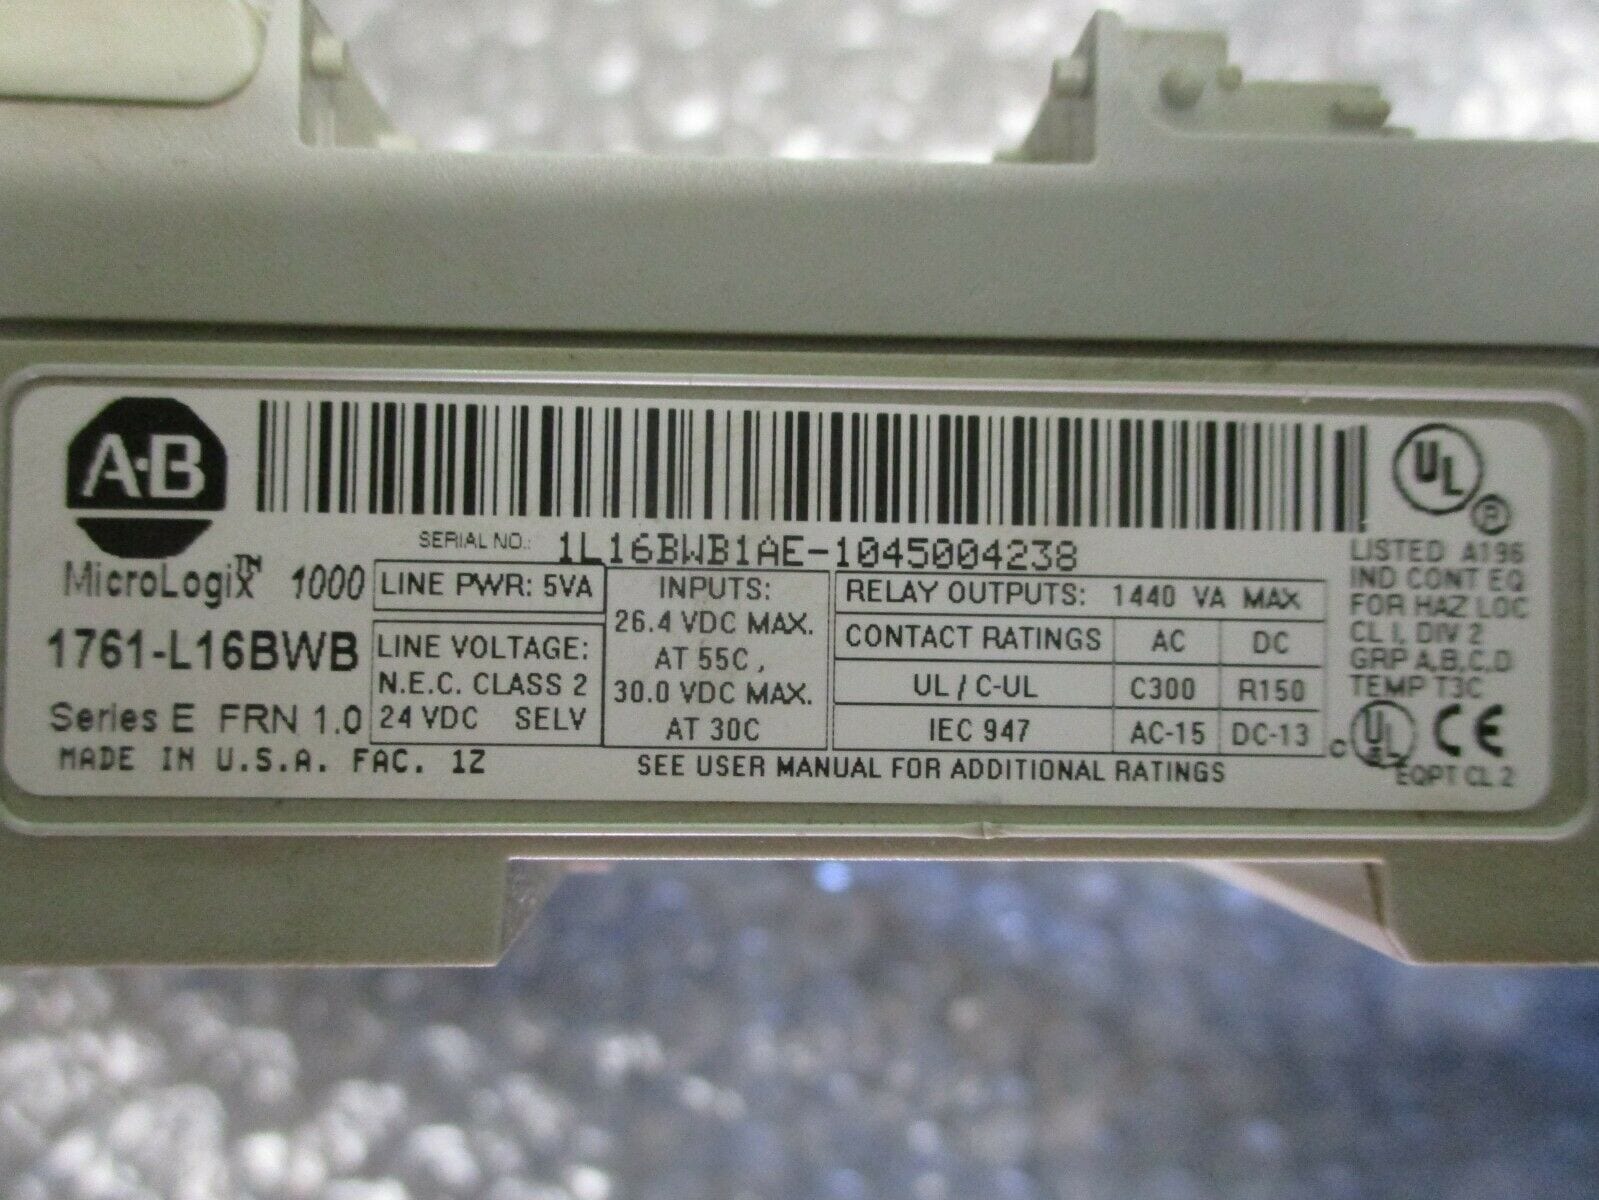 A·B
SERIAL NO.: 1L16BWB1AE-1045004238
MicroLogix™ 1000
1761-L16BWB
Series E FRN 1.0
MADE IN U.S.A. FAC. 1Z
LINE PWR: 5VA
LINE VOLTAGE:
N.E.C. CLASS 2
24 VDC SELV
INPUTS:
26.4 VDC MAX.
AT 55C,
30.0 VDC MAX.
AT 30C
RELAY OUTPUTS: 1440 VA MAX
CONTACT RATINGS AC DC
UL / C-UL C300 R150
IEC 947 AC-15 DC-13
SEE USER MANUAL FOR ADDITIONAL RATINGS
UL ®
LISTED A196
IND CONT EQ
FOR HAZ LOC
CL I, DIV 2
GRP A,B,C,D
TEMP T3C
C UL CE
EQPT CL 2